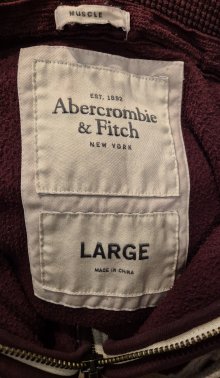 MUSCLE
EST. 1892
Abercrombie
& Fitch
NEW YORK
LARGE
MADE IN CHINA